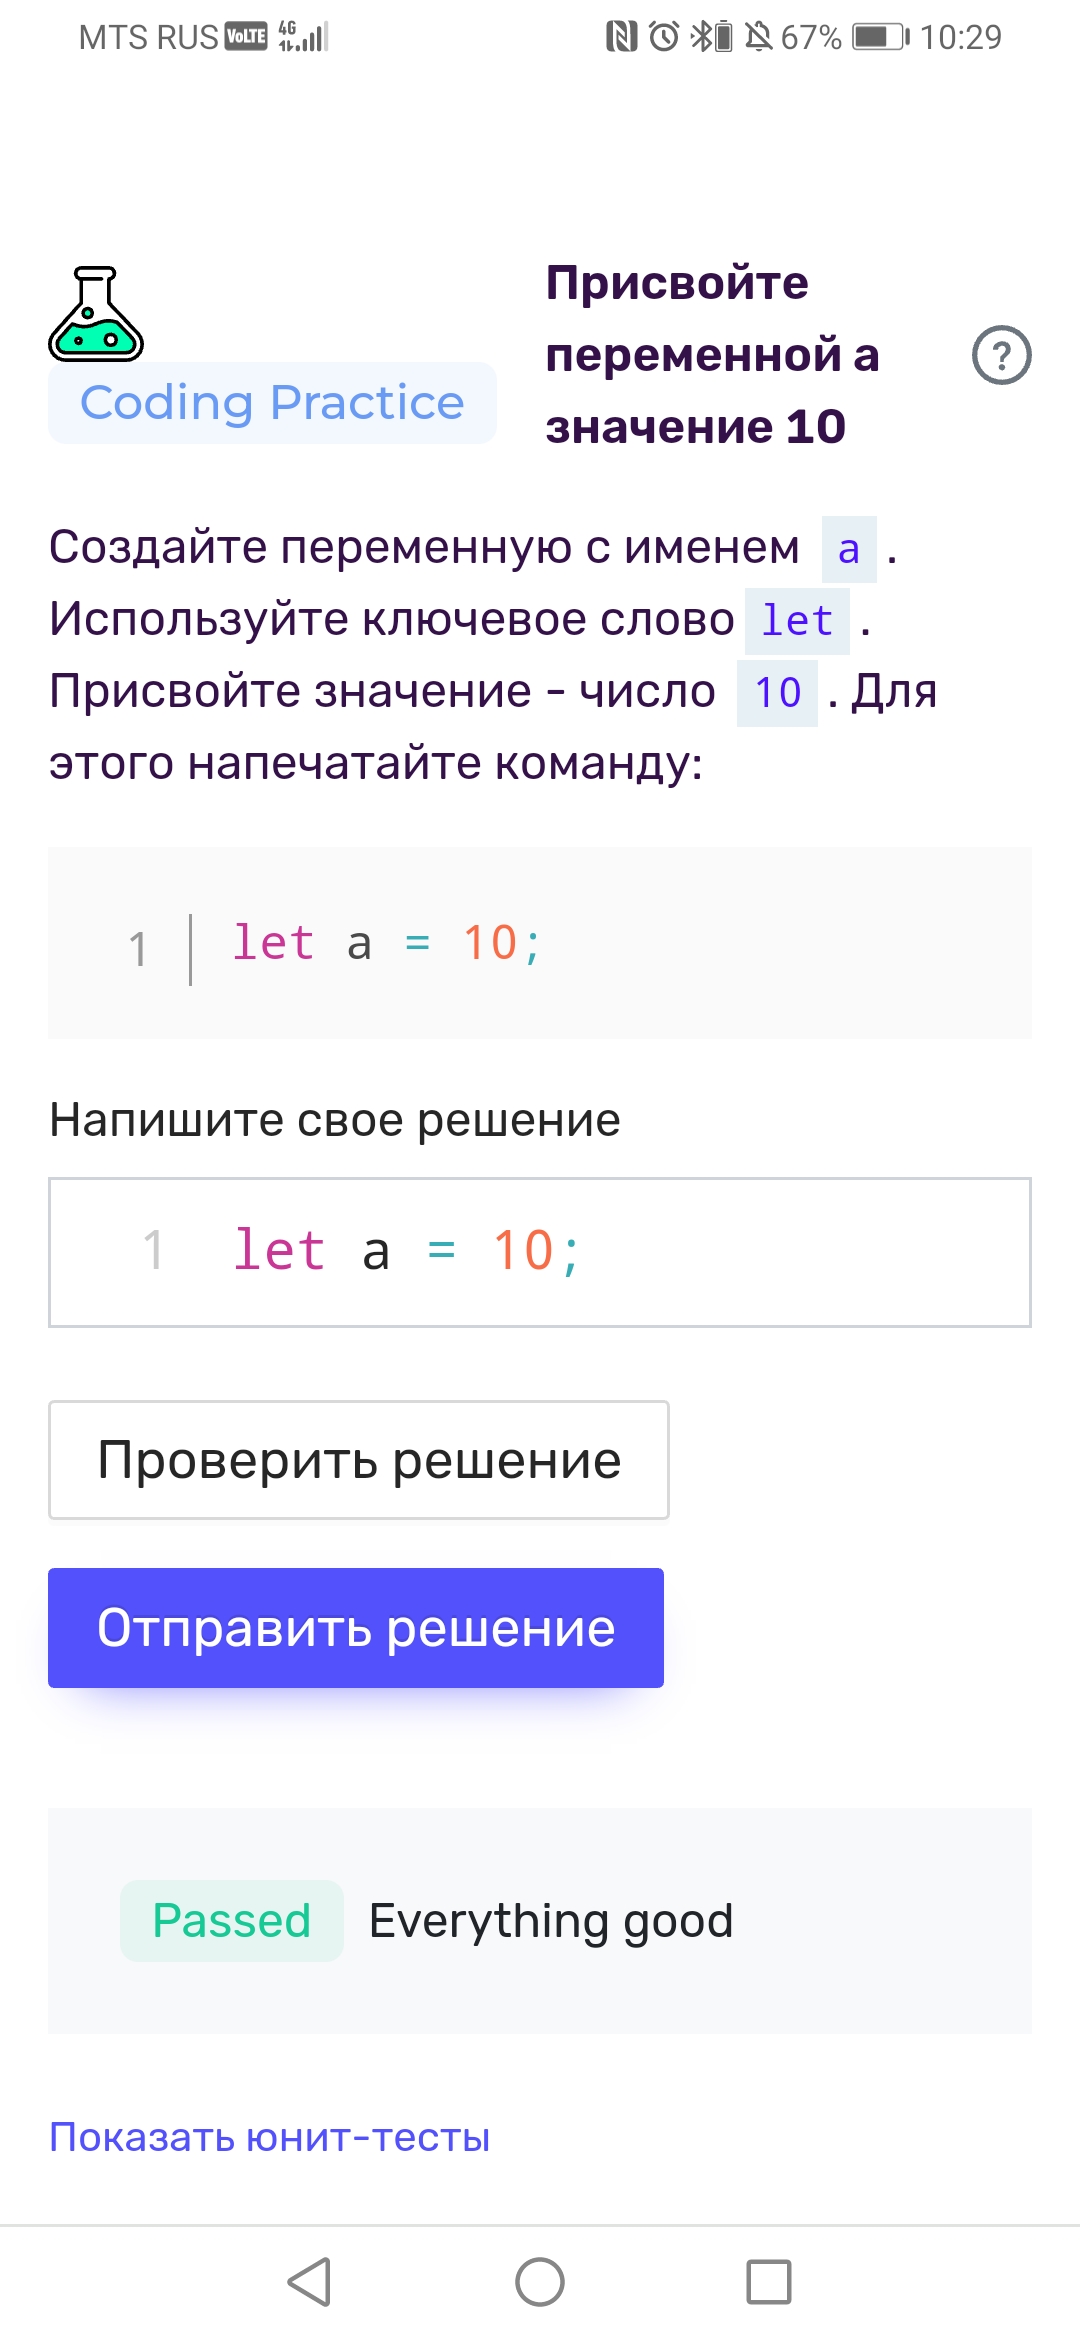 MTS RUS VoLTE 4G 67% 10:29
Coding Practice
Присвойте
переменной a
значение 10
Создайте переменную с именем a .
Используйте ключевое слово let .
Присвойте значение - число 10 . Для
этого напечатайте команду:
1 let a = 10;
Напишите свое решение
1 let a = 10;
Проверить решение
Отправить решение
Passed Everything good
Показать юнит-тесты